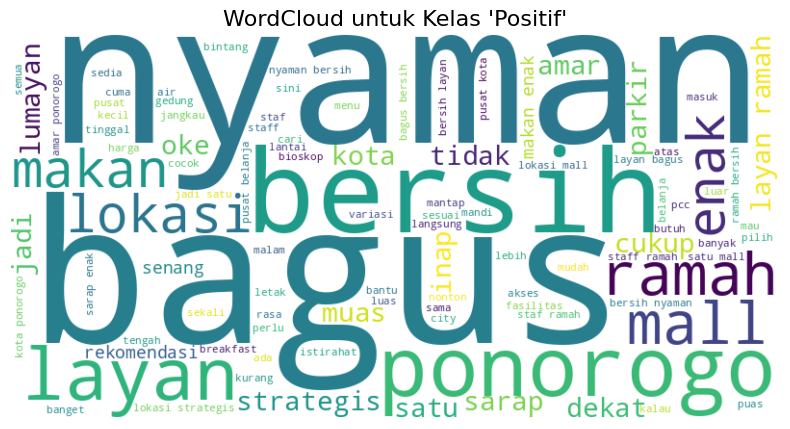 WordCloud untuk Kelas 'Positif'
nyaman
bagus
bersih
ponorogo
layan
makan
lokasi
ramah
mall
enak
semua
lumayan
amar ponorogo
sedia
pusat
kecil
tinggal
harga
cuma
air
gedung
jangkau
cocok
oke
bintang
nyaman bersih
sini
staf
staff
cari
lantai
bioskop
menu
kota
bagus bersih
bersih layan
tidak
pusat kota
makan enak
amar
lokasi mall
parkir
layan bagus
atas
masuk
layan ramah
ramah bersih
jadi satu
pusat belanja
variasi
mantap
sesuai
mandi
langsung
belanja
pcc
luar
mau
pilih
butuh
banyak
cukup
staff ramah
satu mall
jadi
kota ponorogo
sarap enak
senang
malam
letak
sekali
rasa
perlu
muas
bantu
luas
inap
lebih
nonton
sama
city
mudah
akses
fasilitas
staf ramah
bersih nyaman
tengah
rekomendasi
breakfast
ada
istirahat
kurang
banget
lokasi strategis
strategis
satu
sarap
dekat
kalau
puas